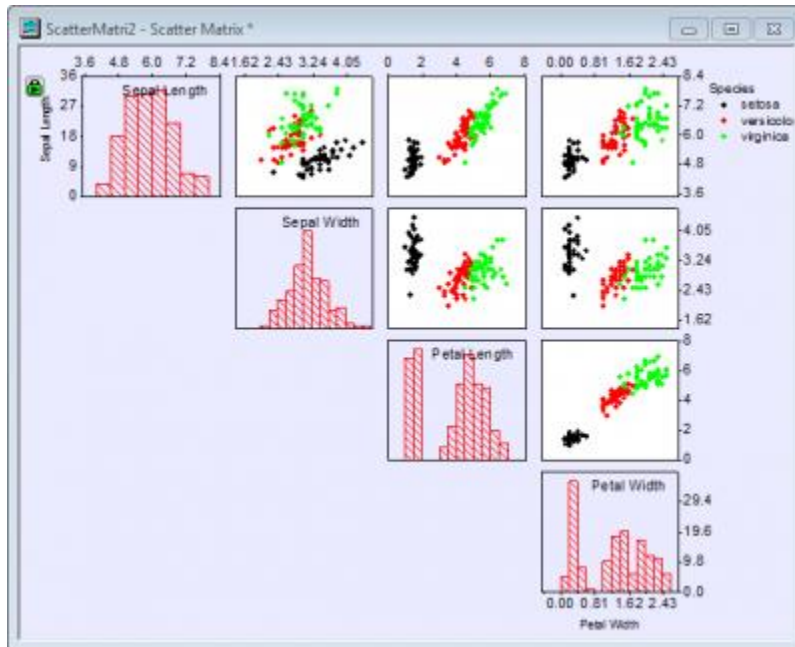 ScatterMatri2 - Scatter Matrix *
3.6 4.8 6.0 7.2 8.4 1.62 2.43 3.24 4.05 0 2 4 6 8 0.00 0.81 1.62 2.43
Sepal Length
36
27
18
9
0
Sepal Length
8.4
7.2
6.0
4.8
3.6
Species
setosa
versicolo
virginica
Sepal Width
4.05
3.24
2.43
1.62
Petal Length
8
6
4
2
0
Petal Width
29.4
19.6
9.8
0.0
0.00 0.81 1.62 2.43
Petal Width